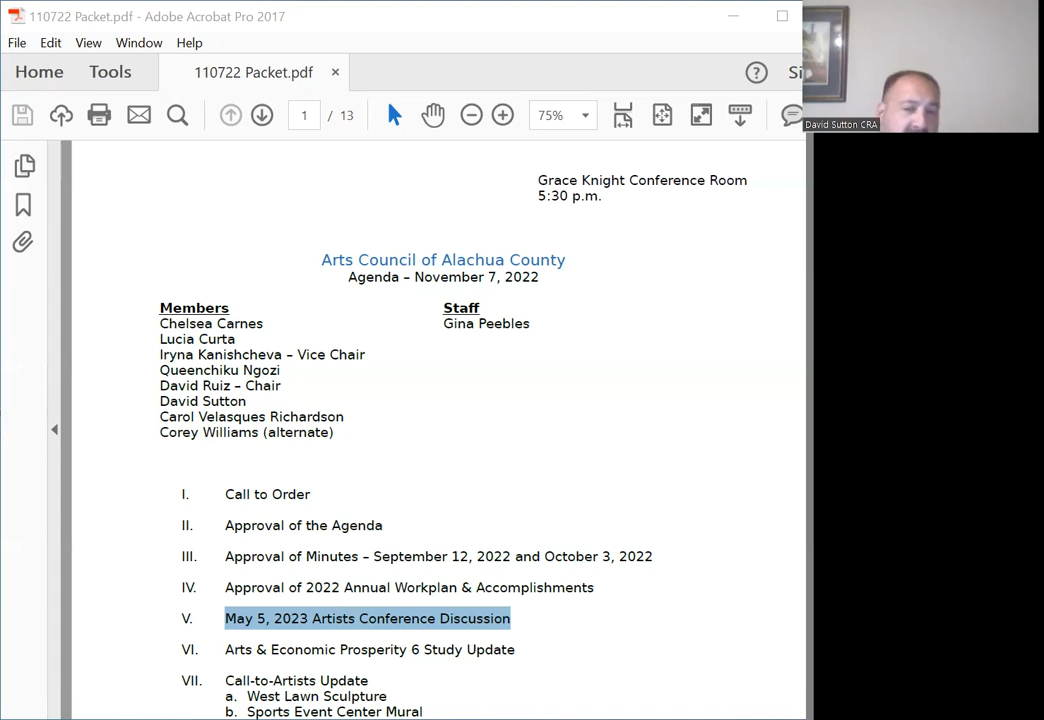 110722 Packet.pdf - Adobe Acrobat Pro 2017
File Edit View Window Help
Home Tools 110722 Packet.pdf × ? Si
1 / 13 75%
David Sutton CRA
Grace Knight Conference Room
5:30 p.m.
Arts Council of Alachua County
Agenda – November 7, 2022
Members Staff
Chelsea Carnes Gina Peebles
Lucia Curta
Iryna Kanishcheva – Vice Chair
Queenchiku Ngozi
David Ruiz – Chair
David Sutton
Carol Velasques Richardson
Corey Williams (alternate)
I. Call to Order
II. Approval of the Agenda
III. Approval of Minutes – September 12, 2022 and October 3, 2022
IV. Approval of 2022 Annual Workplan & Accomplishments
V. May 5, 2023 Artists Conference Discussion
VI. Arts & Economic Prosperity 6 Study Update
VII. Call-to-Artists Update
a. West Lawn Sculpture
b. Sports Event Center Mural